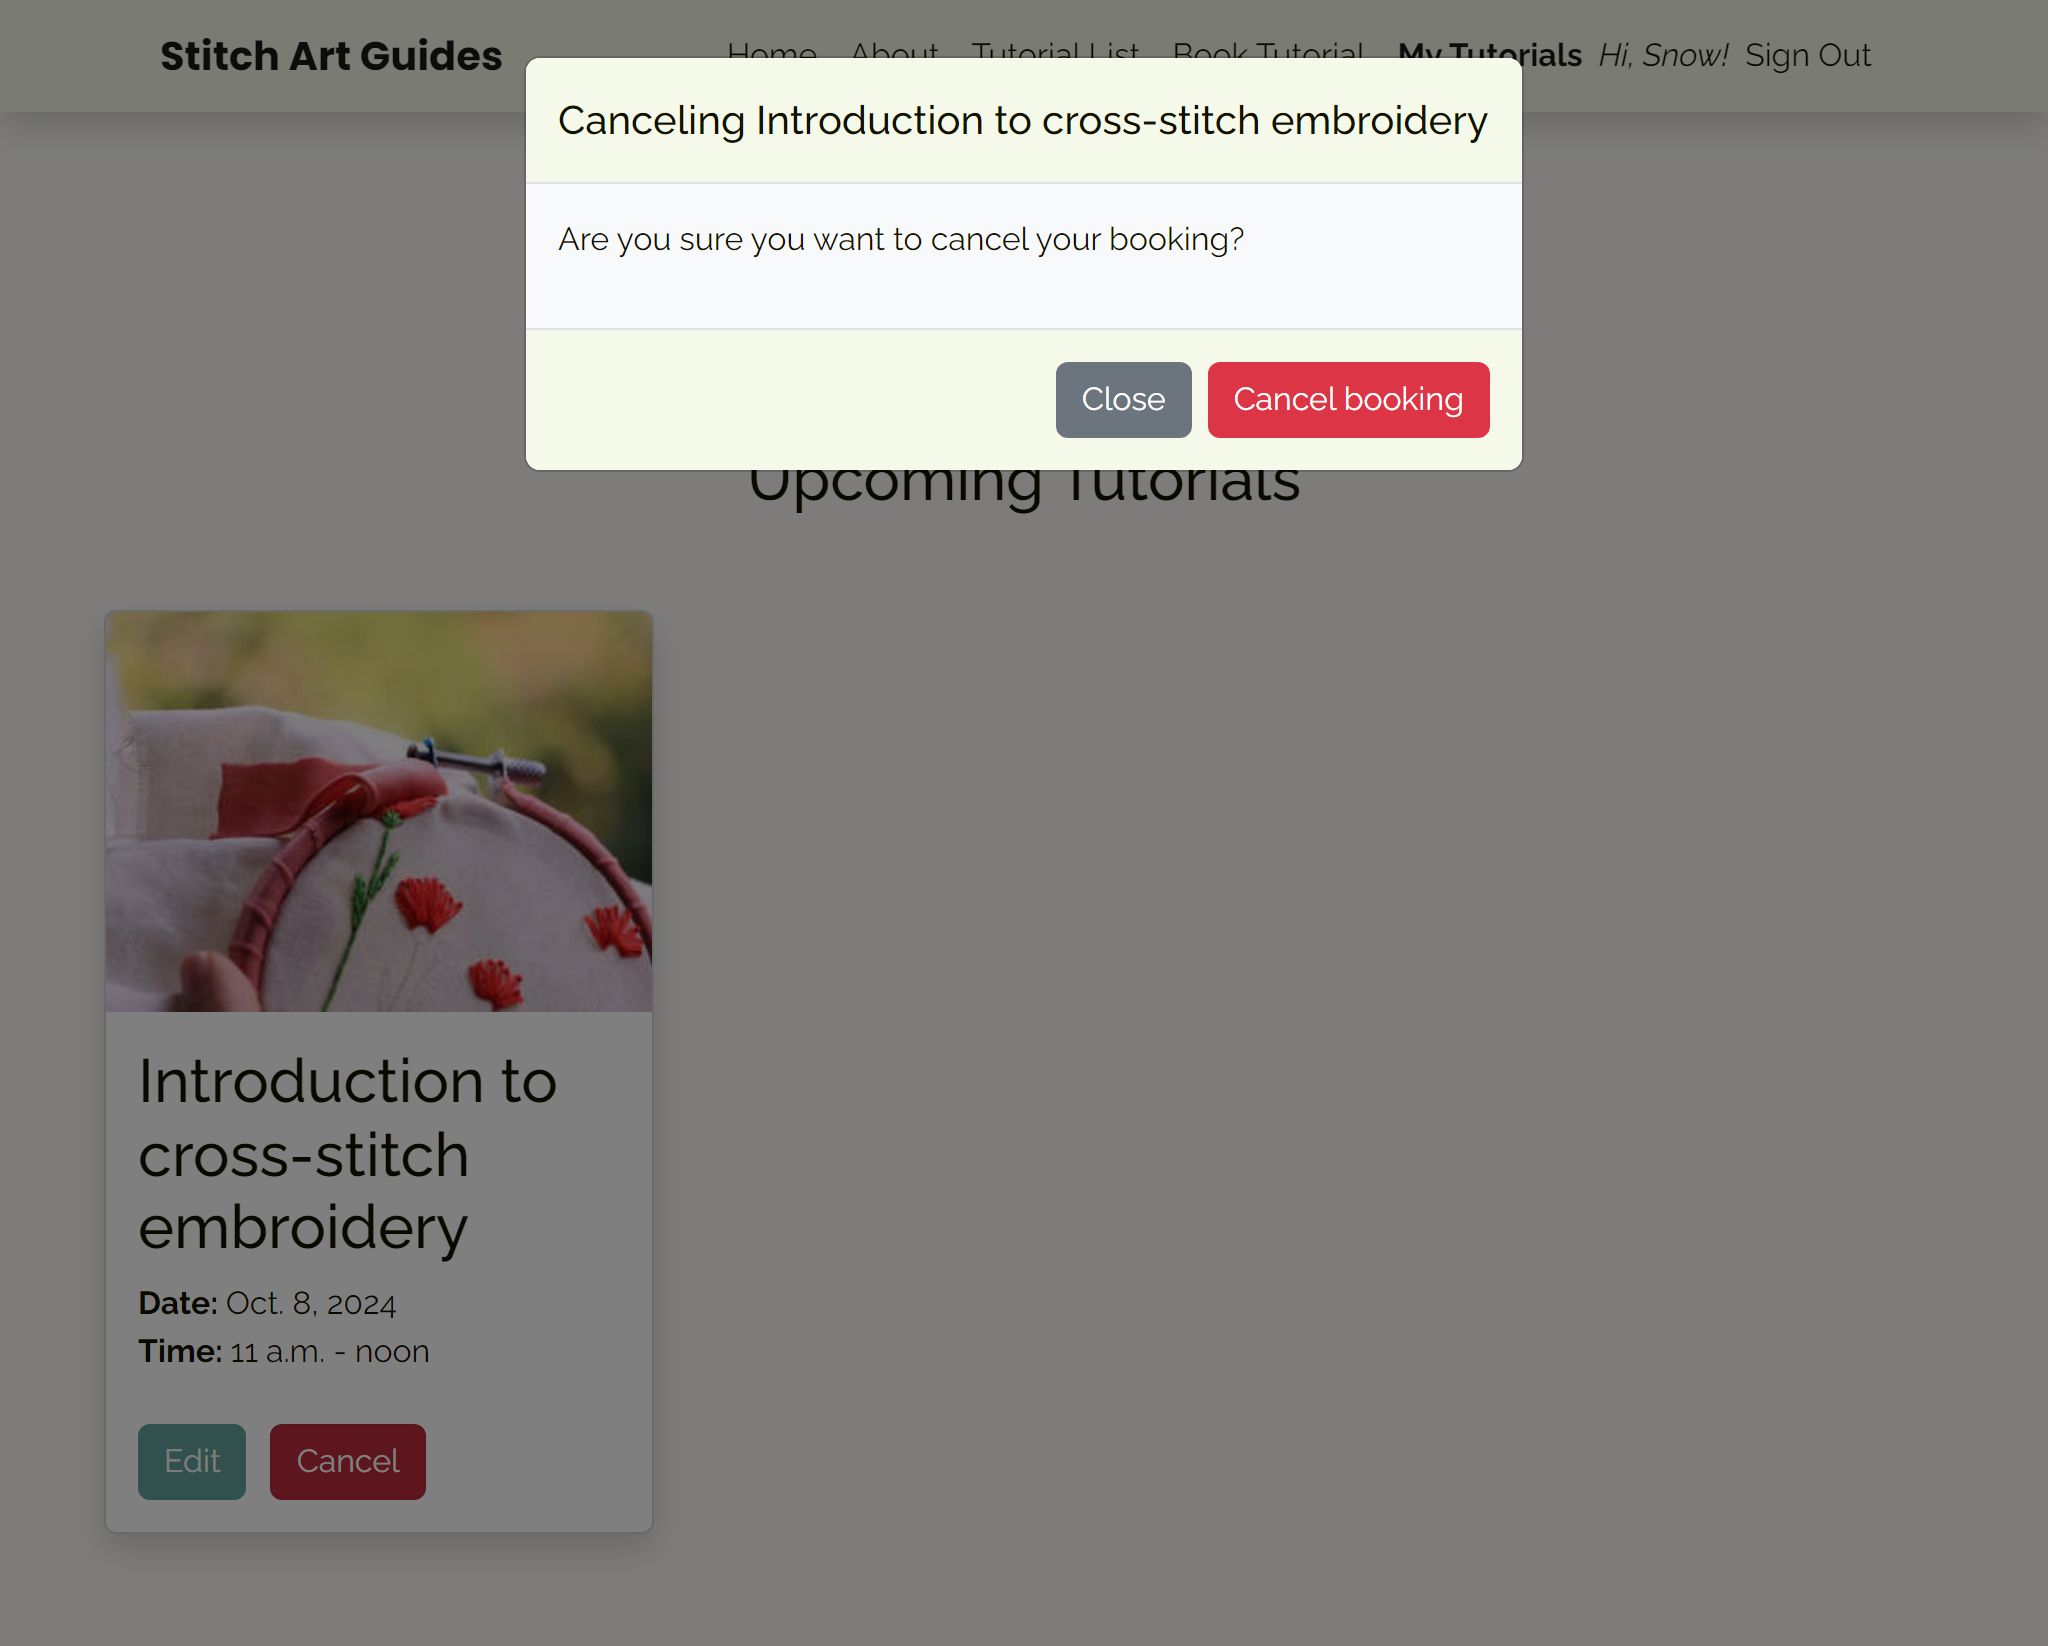 Stitch Art Guides
Home About Tutorial List Book Tutorial My Tutorials Hi, Snow! Sign Out
Canceling Introduction to cross-stitch embroidery
Are you sure you want to cancel your booking?
Close Cancel booking
Upcoming Tutorials
Introduction to
cross-stitch
embroidery
Date: Oct. 8, 2024
Time: 11 a.m. - noon
Edit Cancel